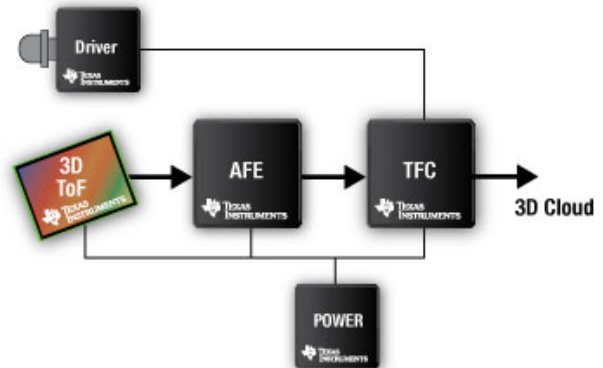 Driver
TEXAS
INSTRUMENTS
3D
ToF
TEXAS
INSTRUMENTS
AFE
TEXAS
INSTRUMENTS
TFC
TEXAS
INSTRUMENTS
3D Cloud
POWER
TEXAS
INSTRUMENTS